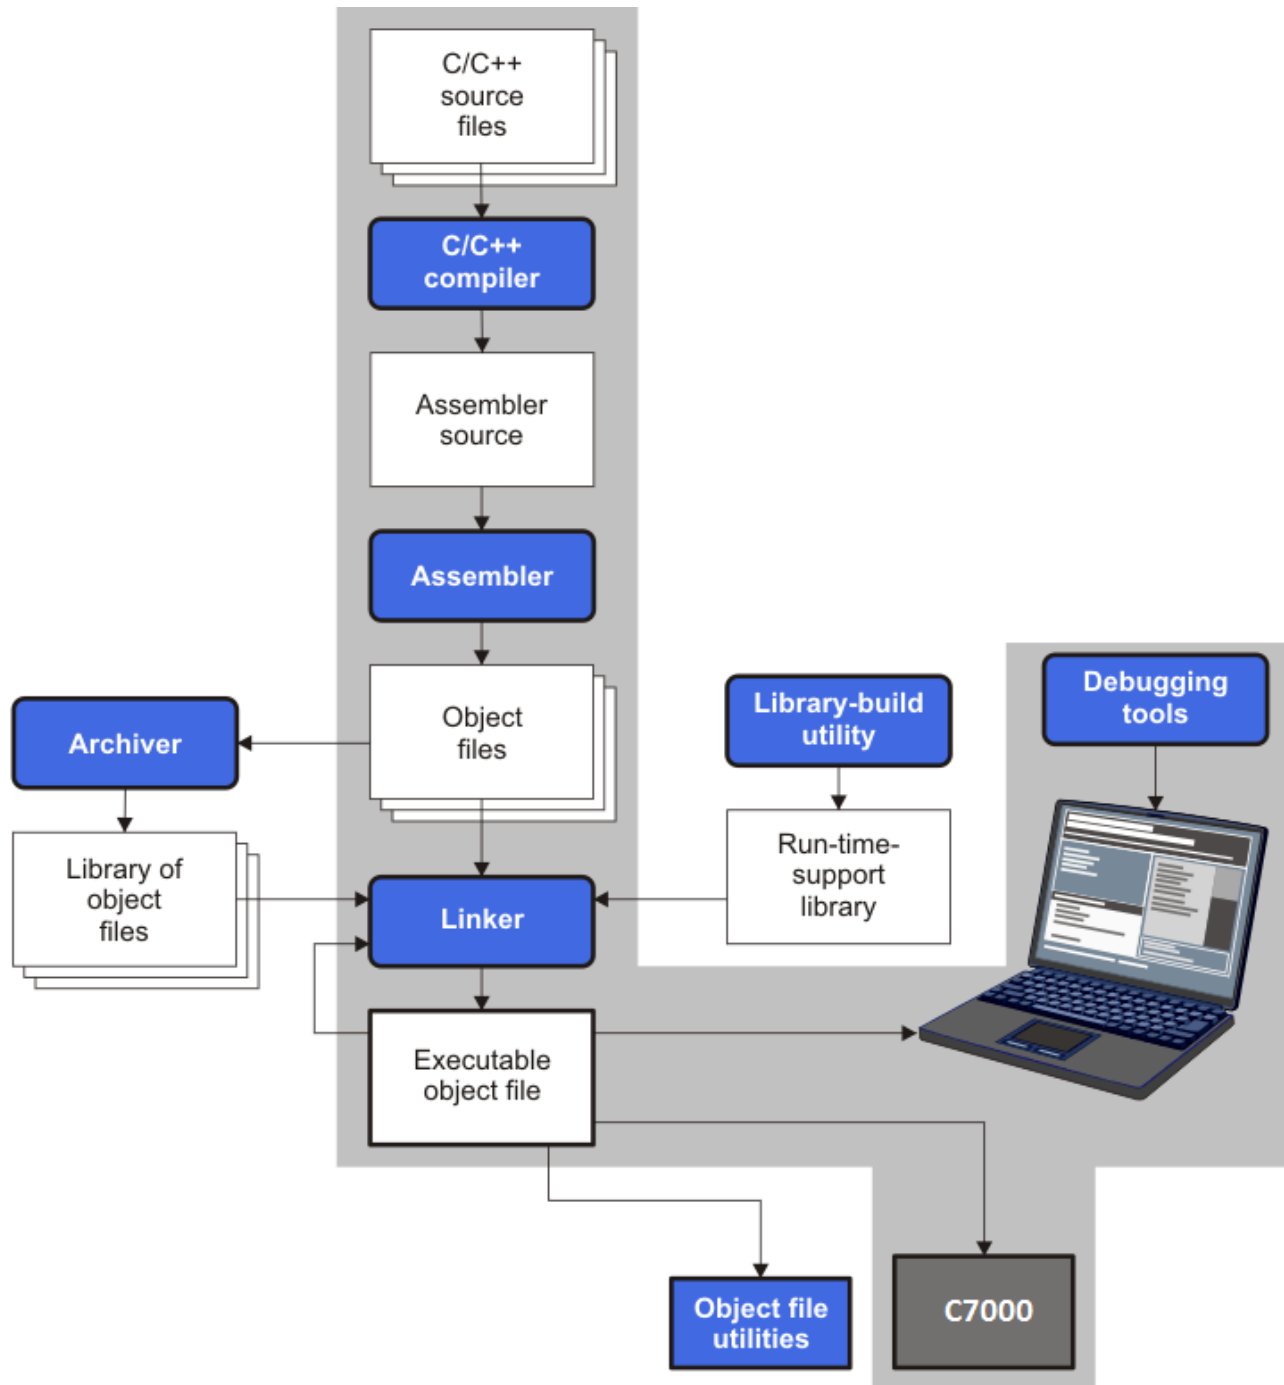 C/C++
source
files
C/C++
compiler
Assembler
source
Assembler
Object
files
Archiver
Library of
object
files
Library-build
utility
Run-time-
support
library
Debugging
tools
Linker
Executable
object file
Object file
utilities
C7000